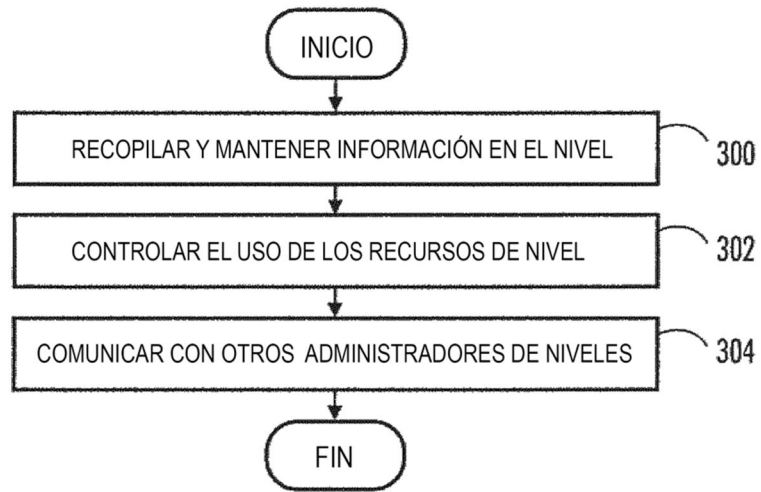 INICIO
RECOPILAR Y MANTENER INFORMACIÓN EN EL NIVEL
300
CONTROLAR EL USO DE LOS RECURSOS DE NIVEL
302
COMUNICAR CON OTROS ADMINISTRADORES DE NIVELES
304
FIN